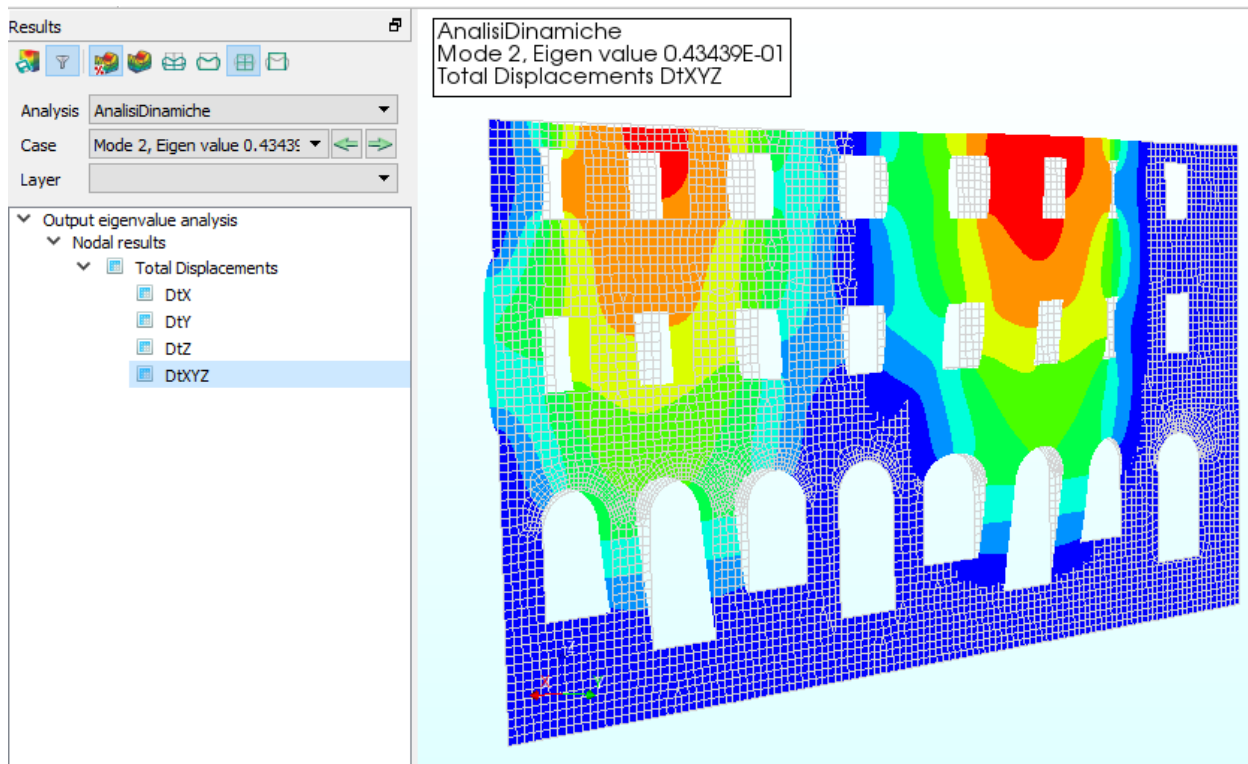 Results
Analysis AnalisiDinamiche
Case Mode 2, Eigen value 0.43439
Layer
Output eigenvalue analysis
Nodal results
Total Displacements
DtX
DtY
DtZ
DtXYZ
AnalisiDinamiche
Mode 2, Eigen value 0.43439E-01
Total Displacements DtXYZ
Z
X Y